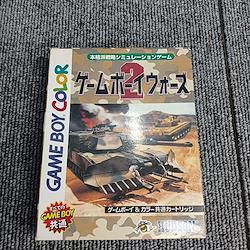 本格派戦略シミュレーションゲーム
ゲームボーイウォーズ
2
GAME BOY COLOR
GAME BOY
共通
ゲームボーイ&カラー共通カートリッジ
HUDSON